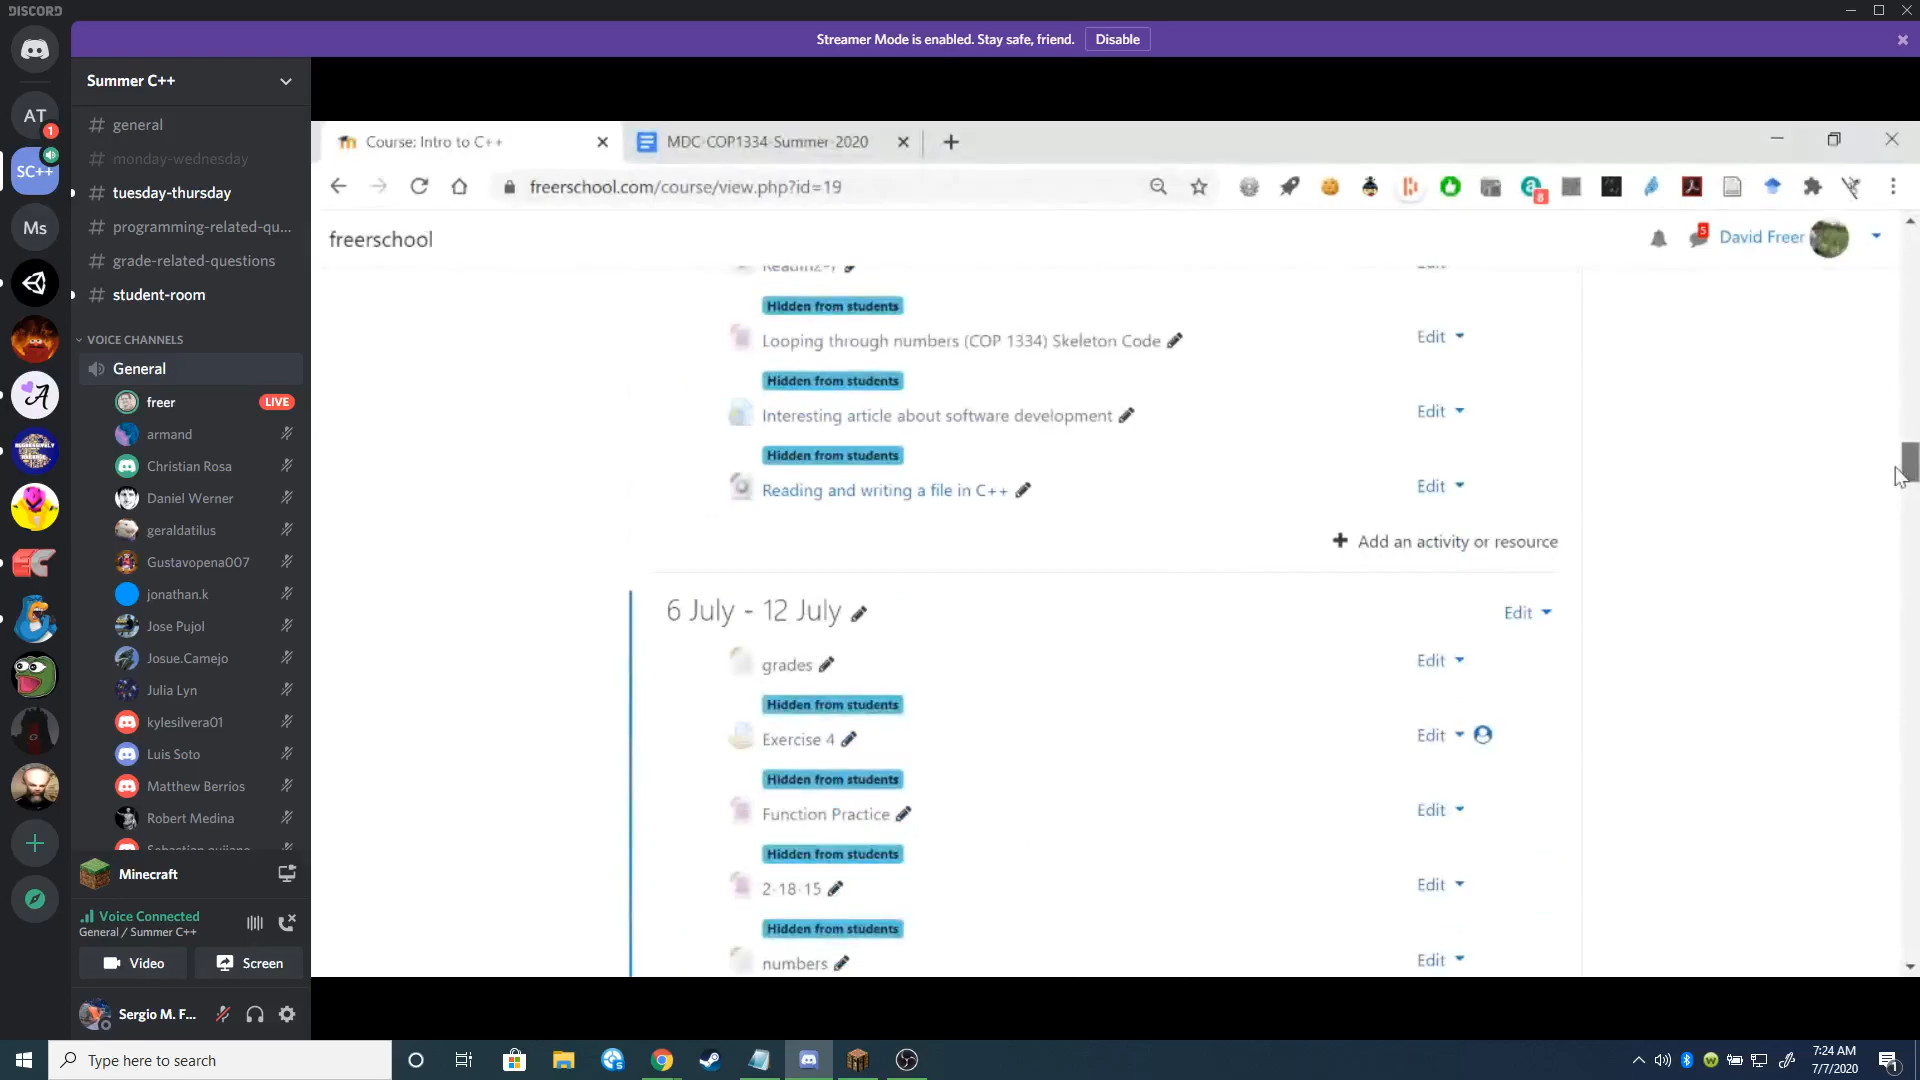 DISCORD
Streamer Mode is enabled. Stay safe, friend. Disable
AT
1
SC++
Ms
Summer C++
# general
# monday-wednesday
# tuesday-thursday
# programming-related-qu...
# grade-related-questions
# student-room
VOICE CHANNELS
General
freer LIVE
armand
Christian Rosa
Daniel Werner
geraldatilus
Gustavopena007
jonathan.k
Jose Pujol
Josue.Camejo
Julia Lyn
kylesilvera01
Luis Soto
Matthew Berrios
Robert Medina
Minecraft
Voice Connected
General / Summer C++
Video
Screen
Sergio M. F...
Course: Intro to C++
MDC-COP1334-Summer-2020
freerschool.com/course/view.php?id=19
8
freerschool
5
David Freer
Hidden from students
Looping through numbers (COP 1334) Skeleton Code
Edit
Hidden from students
Interesting article about software development
Edit
Hidden from students
Reading and writing a file in C++
Edit
+ Add an activity or resource
6 July - 12 July
Edit
grades
Edit
Hidden from students
Exercise 4
Edit
Hidden from students
Function Practice
Edit
Hidden from students
2-18-15
Edit
Hidden from students
numbers
Edit
Type here to search
7:24 AM
7/7/2020
1